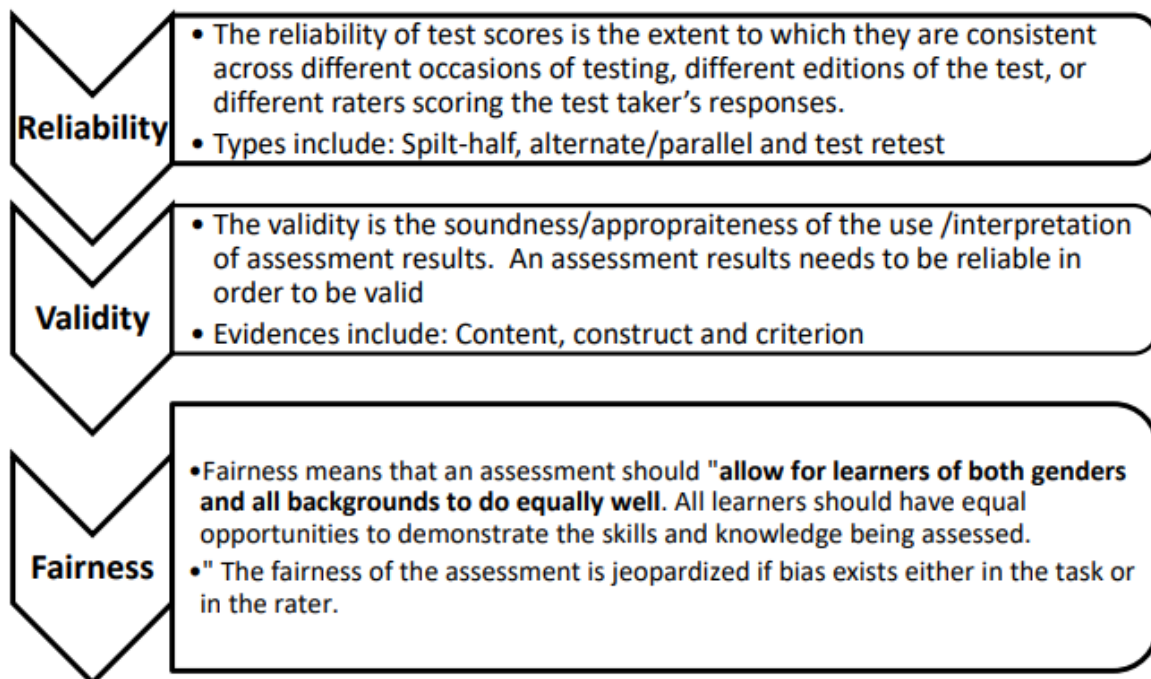 Reliability
• The reliability of test scores is the extent to which they are consistent
across different occasions of testing, different editions of the test, or
different raters scoring the test taker’s responses.
• Types include: Spilt-half, alternate/parallel and test retest
Validity
• The validity is the soundness/appropraiteness of the use /interpretation
of assessment results.  An assessment results needs to be reliable in
order to be valid
• Evidences include: Content, construct and criterion
Fairness
•Fairness means that an assessment should "allow for learners of both genders
and all backgrounds to do equally well. All learners should have equal
opportunities to demonstrate the skills and knowledge being assessed.
•" The fairness of the assessment is jeopardized if bias exists either in the task or
in the rater.